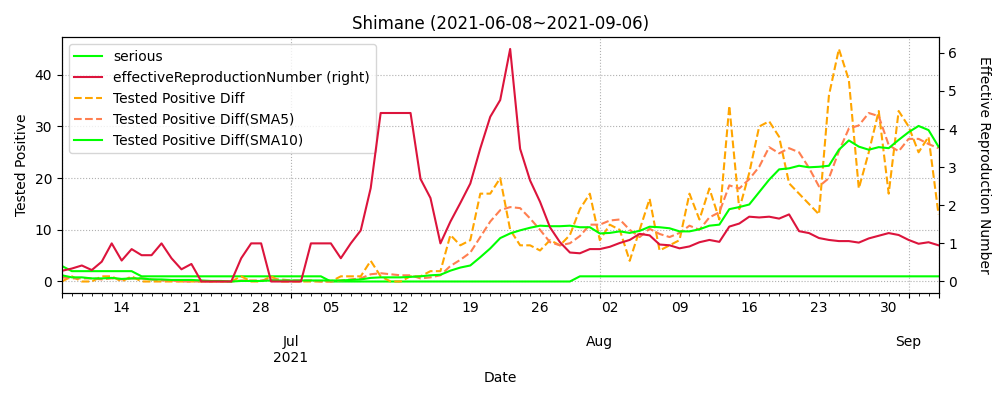 Shimane (2021-06-08~2021-09-06)
serious
effectiveReproductionNumber (right)
Tested Positive Diff
Tested Positive Diff(SMA5)
Tested Positive Diff(SMA10)
Tested Positive
40
30
20
10
0
6
5
4
3
2
1
0
Effective Reproduction Number
14 21 28 05 12 19 26 02 09 16 23 30
Jul Aug Sep
2021
Date